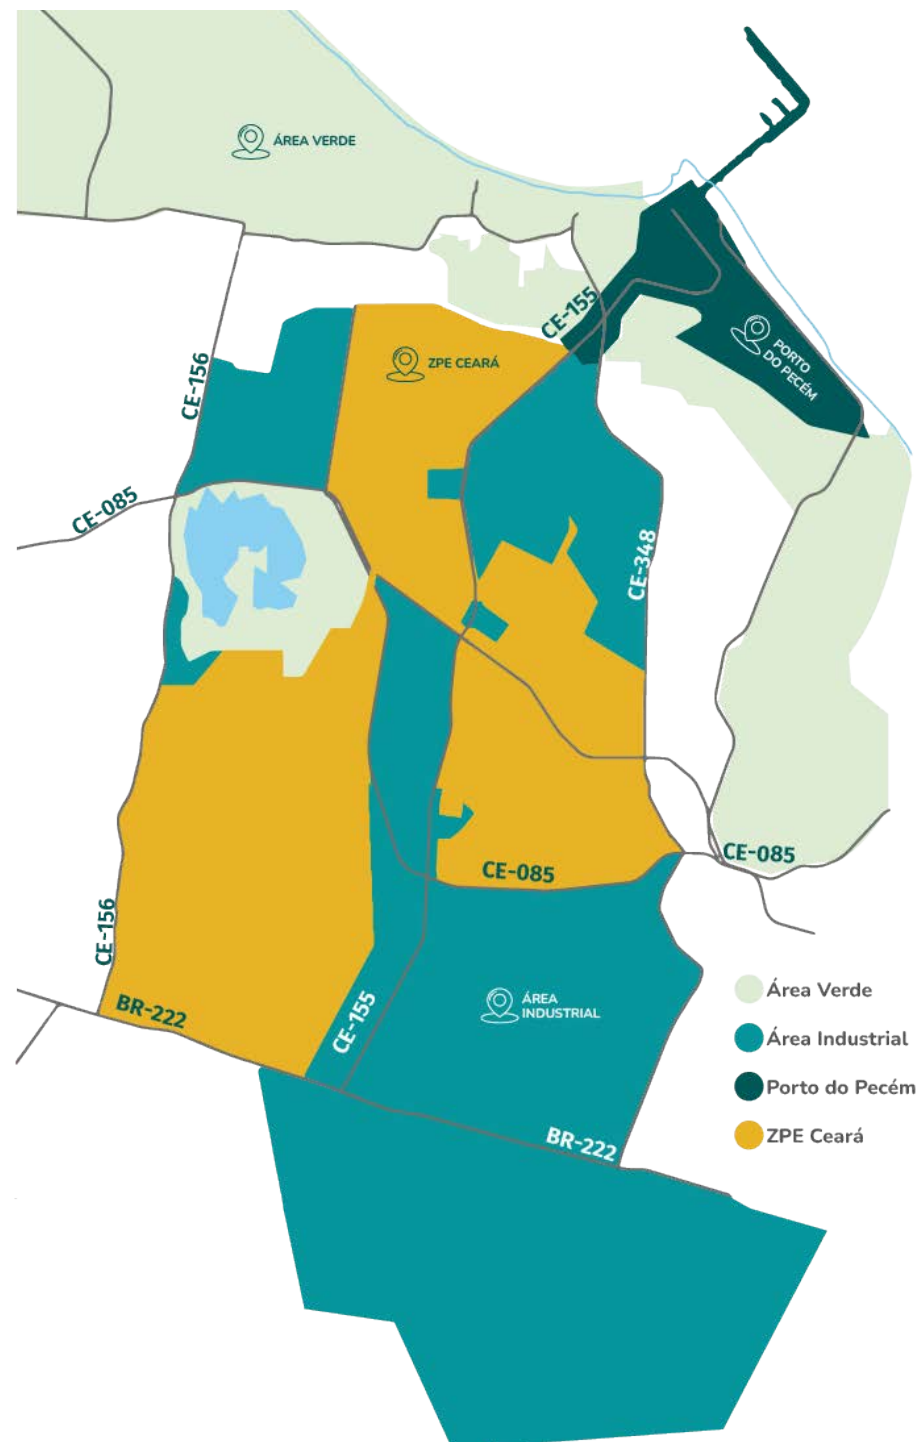 ÁREA VERDE
CE-155
PORTO
DO PECÉM
ZPE CEARÁ
CE-156
CE-085
CE-348
CE-085
CE-085
CE-156
BR-222
CE-155
ÁREA
INDUSTRIAL
BR-222
Área Verde
Área Industrial
Porto do Pecém
ZPE Ceará